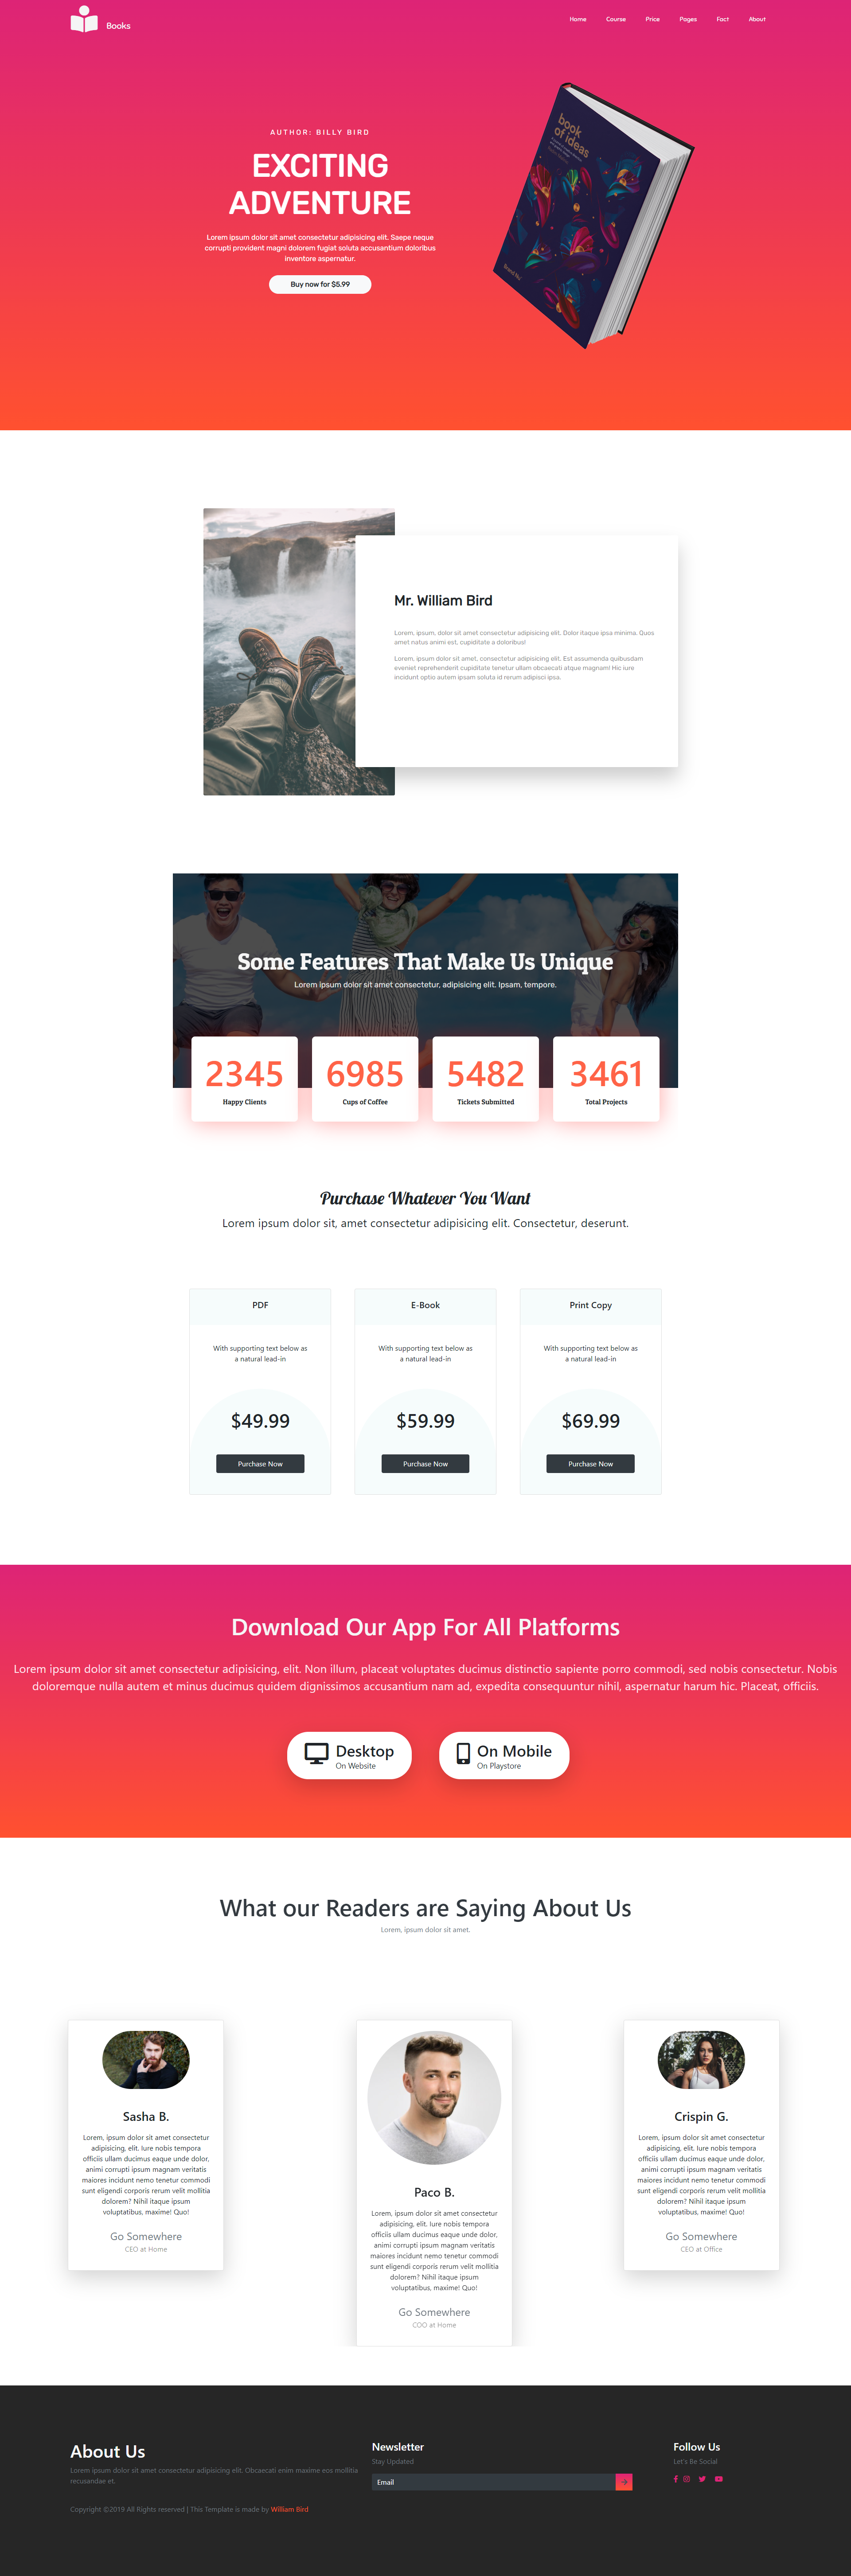 Books
Home Course Price Pages Fact About
AUTHOR: BILLY BIRD
EXCITING
ADVENTURE
Lorem ipsum dolor sit amet consectetur adipisicing elit. Saepe neque
corrupti provident magni dolorem fugiat soluta accusantium doloribus
inventore aspernatur.
Buy now for $5.99
book
of ideas
Mr. William Bird
Lorem, ipsum, dolor sit amet consectetur adipisicing elit. Dolor itaque ipsa minima. Quos
amet natus animi est, cupiditate a doloribus!
Lorem, ipsum dolor sit amet, consectetur adipisicing elit. Est assumenda quibusdam
eveniet reprehenderit cupiditate tenetur ullam obcaecati atque magnam! Hic iure
incidunt optio autem ipsam soluta id rerum adipisci ipsa.
Some Features That Make Us Unique
Lorem ipsum dolor sit amet consectetur, adipisicing elit. Ipsam, tempore.
2345 6985 5482 3461
Happy Clients Cups of Coffee Tickets Submitted Total Projects
Purchase Whatever You Want
Lorem ipsum dolor sit, amet consectetur adipisicing elit. Consectetur, deserunt.
PDF E-Book Print Copy
With supporting text below as With supporting text below as With supporting text below as
a natural lead-in a natural lead-in a natural lead-in
$49.99 $59.99 $69.99
Purchase Now Purchase Now Purchase Now
Download Our App For All Platforms
Lorem ipsum dolor sit amet consectetur adipisicing, elit. Non illum, placeat voluptates ducimus distinctio sapiente porro commodi, sed nobis consectetur. Nobis
doloremque nulla autem et minus ducimus quidem dignissimos accusantium nam ad, expedita consequuntur nihil, aspernatur harum hic. Placeat, officiis.
Desktop
On Website
On Mobile
On Playstore
What our Readers are Saying About Us
Lorem, ipsum dolor sit amet.
Sasha B.
Lorem, ipsum dolor sit amet consectetur
adipisicing, elit. Iure nobis tempora
officiis ullam ducimus eaque unde dolor,
animi corrupti ipsum magnam veritatis
maiores incidunt nemo tenetur commodi
sunt eligendi corporis rerum velit mollitia
dolorem? Nihil itaque ipsum
voluptatibus, maxime! Quo!
Go Somewhere
CEO at Home
Paco B.
Lorem, ipsum dolor sit amet consectetur
adipisicing, elit. Iure nobis tempora
officiis ullam ducimus eaque unde dolor,
animi corrupti ipsum magnam veritatis
maiores incidunt nemo tenetur commodi
sunt eligendi corporis rerum velit mollitia
dolorem? Nihil itaque ipsum
voluptatibus, maxime! Quo!
Go Somewhere
COO at Home
Crispin G.
Lorem, ipsum dolor sit amet consectetur
adipisicing, elit. Iure nobis tempora
officiis ullam ducimus eaque unde dolor,
animi corrupti ipsum magnam veritatis
maiores incidunt nemo tenetur commodi
sunt eligendi corporis rerum velit mollitia
dolorem? Nihil itaque ipsum
voluptatibus, maxime! Quo!
Go Somewhere
CEO at Office
About Us
Lorem ipsum dolor sit amet consectetur adipisicing elit. Obcaecati enim maxime eos mollitia
recusandae et.
Copyright ©2019 All Rights reserved | This Template is made by William Bird
Newsletter
Stay Updated
Email
Follow Us
Let's Be Social